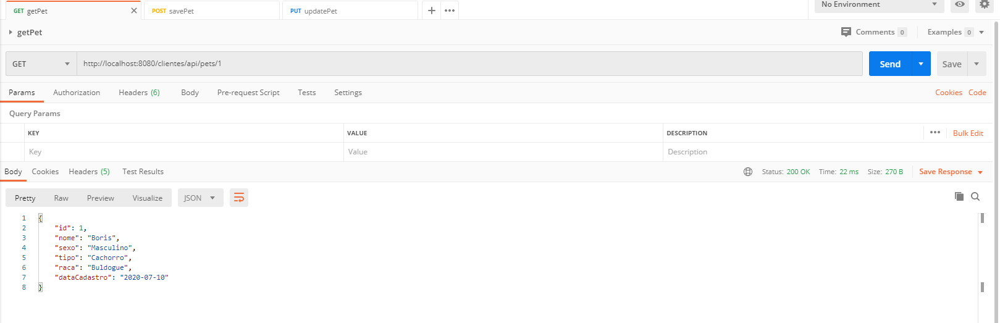 GET getPet POST savePet PUT updatePet No Environment
getPet Comments 0 Examples 0
GET http://localhost:8080/clientes/api/pets/1 Send Save
Params Authorization Headers (6) Body Pre-request Script Tests Settings Cookies Code
Query Params
KEY VALUE DESCRIPTION Bulk Edit
Key Value Description
Body Cookies Headers (5) Test Results Status: 200 OK Time: 22 ms Size: 270 B Save Response
Pretty Raw Preview Visualize JSON
1 {
2 "id": 1,
3 "nome": "Boris",
4 "sexo": "Masculino",
5 "tipo": "Cachorro",
6 "raca": "Buldogue",
7 "dataCadastro": "2020-07-10"
8 }